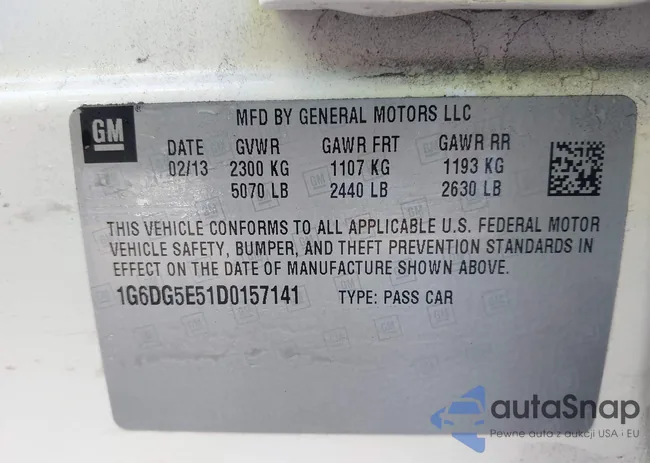 GM
MFD BY GENERAL MOTORS LLC
DATE GVWR GAWR FRT GAWR RR
02/13 2300 KG 1107 KG 1193 KG
5070 LB 2440 LB 2630 LB
THIS VEHICLE CONFORMS TO ALL APPLICABLE U.S. FEDERAL MOTOR
VEHICLE SAFETY, BUMPER, AND THEFT PREVENTION STANDARDS IN
EFFECT ON THE DATE OF MANUFACTURE SHOWN ABOVE.
1G6DG5E51D0157141 TYPE: PASS CAR
autaSnap
Pewne auta z aukcji USA i EU